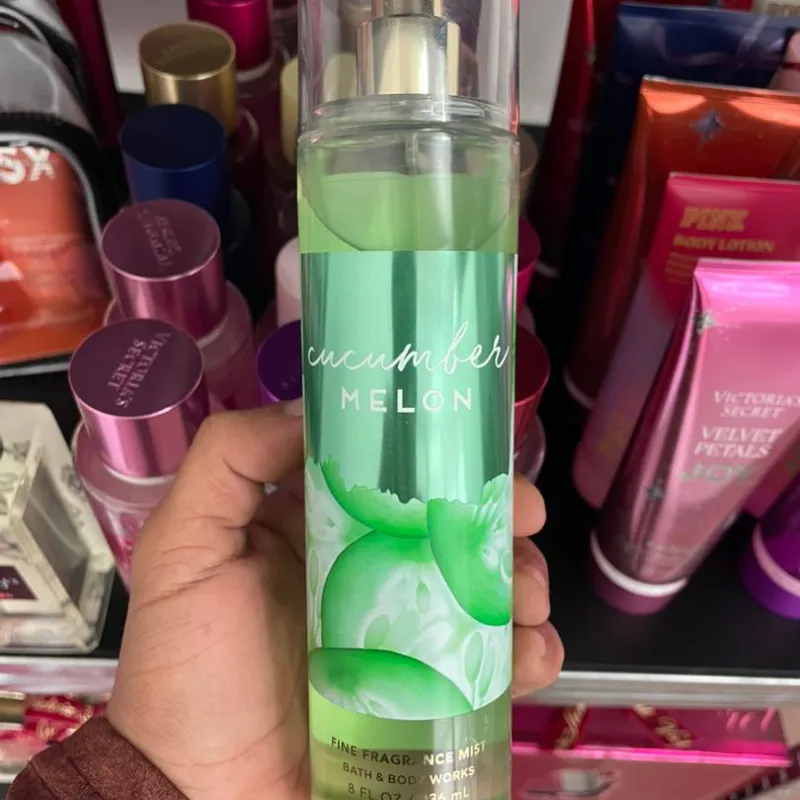 cucumber
MELON
FINE FRAGRANCE MIST
BATH & BODY WORKS
8 FL OZ / 236 mL
VICTORIA'S
SECRET
PINK
BODY LOTION
VICTORIA'S
SECRET
VELVET
PETALS